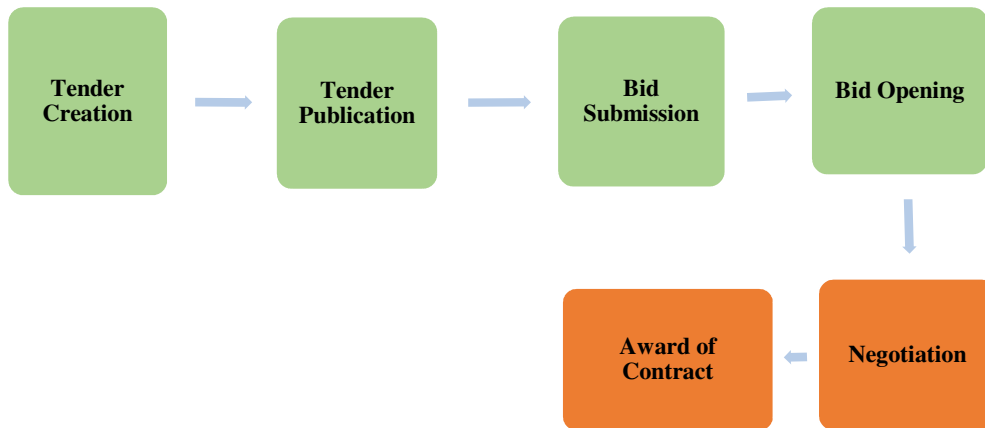 Tender
Creation
Tender
Publication
Bid
Submission
Bid Opening
Negotiation
Award of
Contract